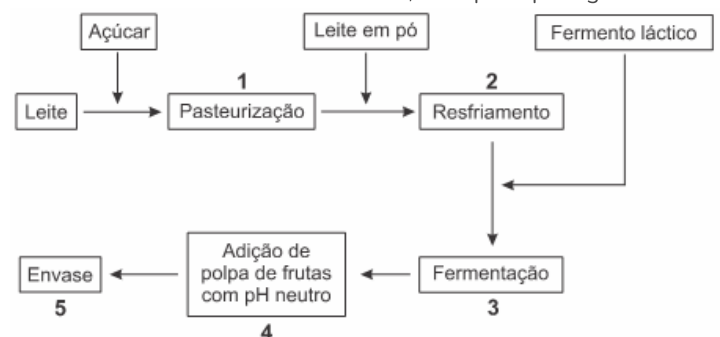 Açúcar
Leite em pó
Fermento láctico
1
2
Leite
Pasteurização
Resfriamento
Envase
Adição de
polpa de frutas
com pH neutro
Fermentação
5
4
3